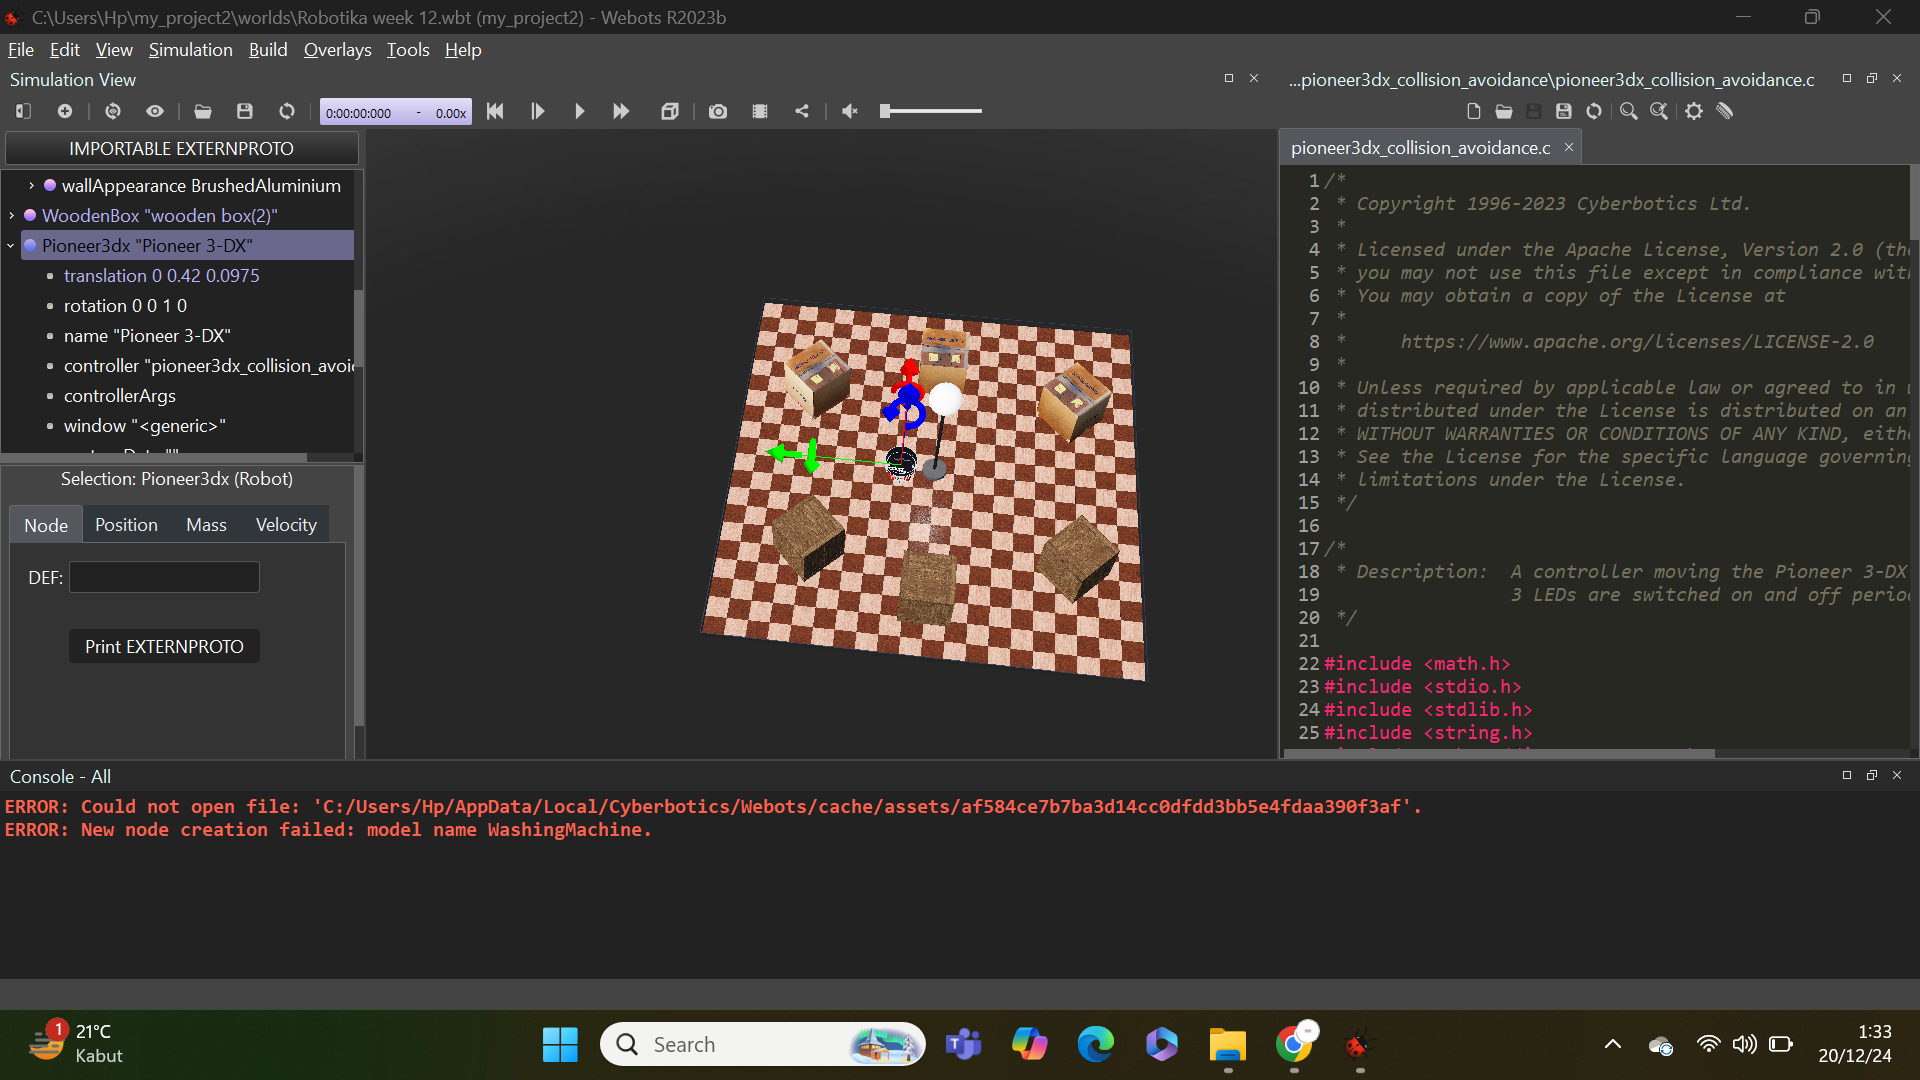 C:\Users\Hp\my_project2\worlds\Robotika week 12.wbt (my_project2) - Webots R2023b
File Edit View Simulation Build Overlays Tools Help
Simulation View
0:00:00:000 - 0.00x
IMPORTABLE EXTERNPROTO
wallAppearance BrushedAluminium
WoodenBox "wooden box(2)"
Pioneer3dx "Pioneer 3-DX"
translation 0 0.42 0.0975
rotation 0 0 1 0
name "Pioneer 3-DX"
controller "pioneer3dx_collision_avoi
controllerArgs
window "<generic>"
Selection: Pioneer3dx (Robot)
Node Position Mass Velocity
DEF:
Print EXTERNPROTO
...pioneer3dx_collision_avoidance\pioneer3dx_collision_avoidance.c
pioneer3dx_collision_avoidance.c
1 /*
2 * Copyright 1996-2023 Cyberbotics Ltd.
3 *
4 * Licensed under the Apache License, Version 2.0 (the
5 * you may not use this file except in compliance with
6 * You may obtain a copy of the License at
7 *
8 * https://www.apache.org/licenses/LICENSE-2.0
9 *
10 * Unless required by applicable law or agreed to in w
11 * distributed under the License is distributed on an
12 * WITHOUT WARRANTIES OR CONDITIONS OF ANY KIND, eithe
13 * See the License for the specific language governing
14 * limitations under the License.
15 */
16
17 /*
18 * Description: A controller moving the Pioneer 3-DX
19 3 LEDs are switched on and off perio
20 */
21
22 #include <math.h>
23 #include <stdio.h>
24 #include <stdlib.h>
25 #include <string.h>
Console - All
ERROR: Could not open file: 'C:/Users/Hp/AppData/Local/Cyberbotics/Webots/cache/assets/af584ce7b7ba3d14cc0dfdd3bb5e4fdaa390f3af'.
ERROR: New node creation failed: model name WashingMachine.
1
21°C
Kabut
Search
1:33
20/12/24